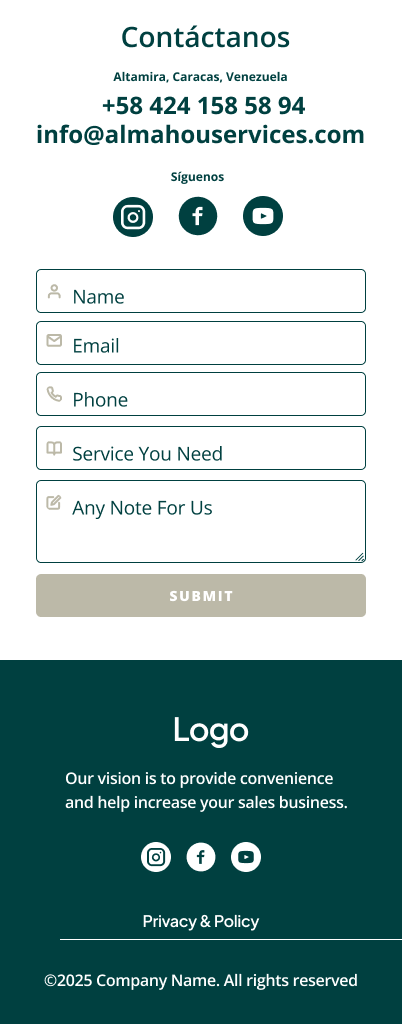 Contáctanos
Altamira, Caracas, Venezuela
+58 424 158 58 94
info@almahouservices.com
Síguenos
Name
Email
Phone
Service You Need
Any Note For Us
SUBMIT
Logo
Our vision is to provide convenience
and help increase your sales business.
Privacy & Policy
©2025 Company Name. All rights reserved